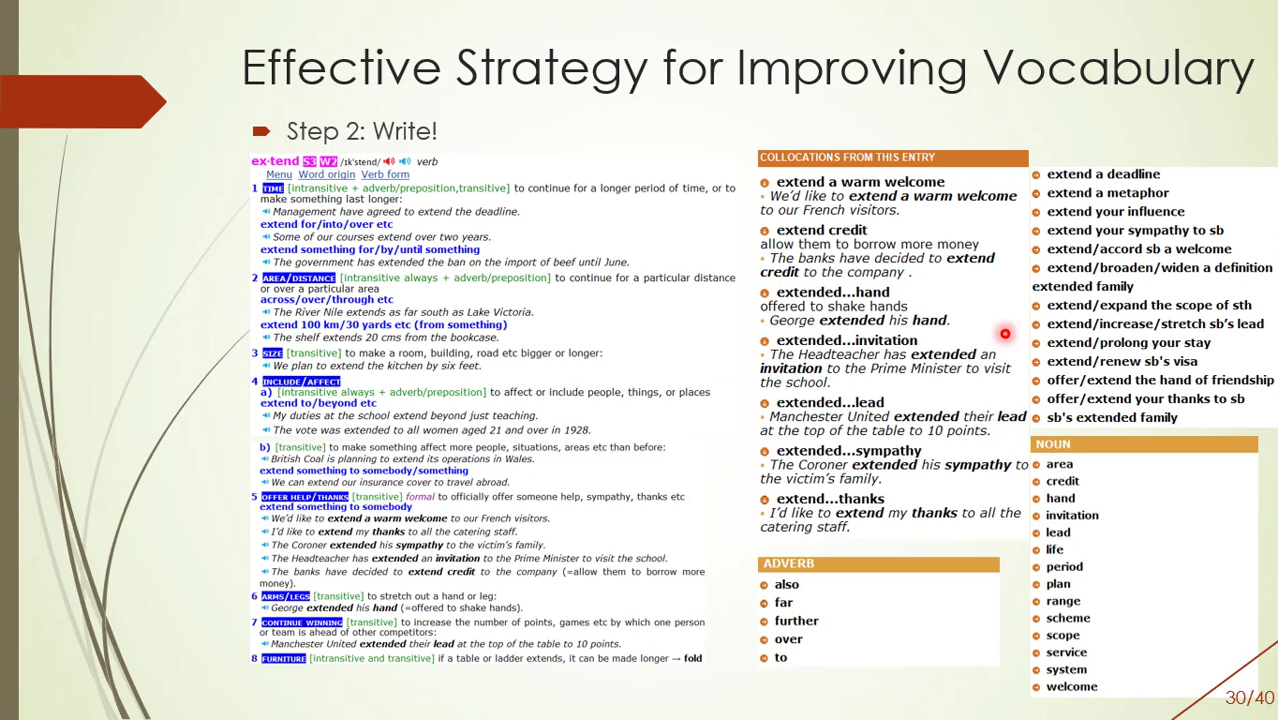 Effective Strategy for Improving Vocabulary
Step 2: Write!
ex·tend S3 W2 /ɪkˈstend/ verb
Menu Word origin Verb form
1 TIME [intransitive + adverb/preposition,transitive] to continue for a longer period of time, or to
make something last longer:
Management have agreed to extend the deadline.
extend for/into/over etc
Some of our courses extend over two years.
extend something for/by/until something
The government has extended the ban on the import of beef until June.
2 AREA/DISTANCE [intransitive always + adverb/preposition] to continue for a particular distance
or over a particular area
across/over/through etc
The River Nile extends as far south as Lake Victoria.
extend 100 km/30 yards etc (from something)
The shelf extends 20 cms from the bookcase.
3 SIZE [transitive] to make a room, building, road etc bigger or longer:
We plan to extend the kitchen by six feet.
4 INCLUDE/AFFECT
a) [intransitive always + adverb/preposition] to affect or include people, things, or places
extend to/beyond etc
My duties at the school extend beyond just teaching.
The vote was extended to all women aged 21 and over in 1928.
b) [transitive] to make something affect more people, situations, areas etc than before:
British Coal is planning to extend its operations in Wales.
extend something to somebody/something
We can extend our insurance cover to travel abroad.
5 OFFER HELP/THANKS [transitive] formal to officially offer someone help, sympathy, thanks etc
extend something to somebody
We'd like to extend a warm welcome to our French visitors.
I'd like to extend my thanks to all the catering staff.
The Coroner extended his sympathy to the victim's family.
The Headteacher has extended an invitation to the Prime Minister to visit the school.
The banks have decided to extend credit to the company (=allow them to borrow more
money).
6 ARMS/LEGS [transitive] to stretch out a hand or leg:
George extended his hand (=offered to shake hands).
7 CONTINUE WINNING [transitive] to increase the number of points, games etc by which one person
or team is ahead of other competitors:
Manchester United extended their lead at the top of the table to 10 points.
8 FURNITURE [intransitive and transitive] if a table or ladder extends, it can be made longer → fold
COLLOCATIONS FROM THIS ENTRY
extend a warm welcome
We'd like to extend a warm welcome
to our French visitors.
extend credit
allow them to borrow more money
The banks have decided to extend
credit to the company .
extended...hand
offered to shake hands
George extended his hand.
extended...invitation
The Headteacher has extended an
invitation to the Prime Minister to visit
the school.
extended...lead
Manchester United extended their lead
at the top of the table to 10 points.
extended...sympathy
The Coroner extended his sympathy to
the victim's family.
extend...thanks
I'd like to extend my thanks to all the
catering staff.
ADVERB
also
far
further
over
to
extend a deadline
extend a metaphor
extend your influence
extend your sympathy to sb
extend/accord sb a welcome
extend/broaden/widen a definition
extended family
extend/expand the scope of sth
extend/increase/stretch sb's lead
extend/prolong your stay
extend/renew sb's visa
offer/extend the hand of friendship
offer/extend your thanks to sb
sb's extended family
NOUN
area
credit
hand
invitation
lead
life
period
plan
range
scheme
scope
service
system
welcome
30/40